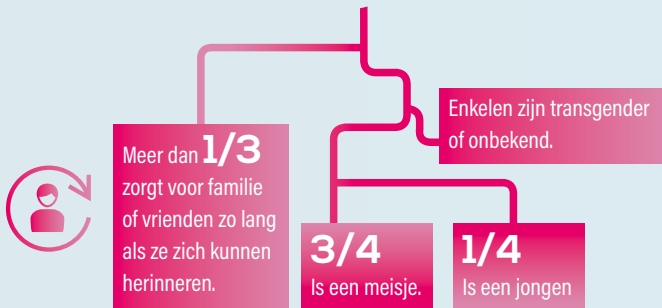 Enkelen zijn transgender
of onbekend.
Meer dan 1/3
zorgt voor familie
of vrienden zo lang
als ze zich kunnen
herinneren.
3/4
Is een meisje.
1/4
Is een jongen